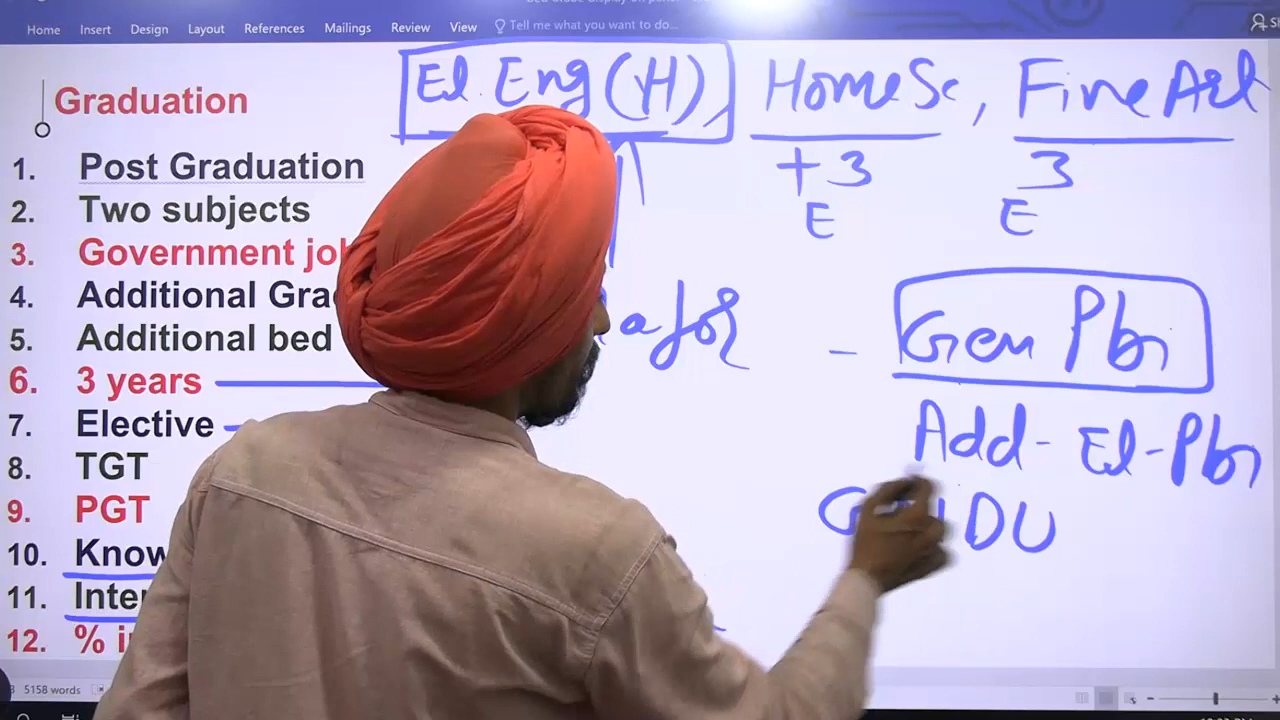 Home Insert Design Layout References Mailings Review View Tell me what you want to do...
Graduation
El. Eng (H), Home Sc, Fine Art
+3 3
E E
1. Post Graduation
2. Two subjects
3. Government jo
4. Additional Gra
5. Additional bed
6. 3 years
7. Elective
8. TGT
9. PGT
10. Know
11. Inte
12. % i
ajor - Gen Pbi
Add - El - Pbi
DU
5158 words